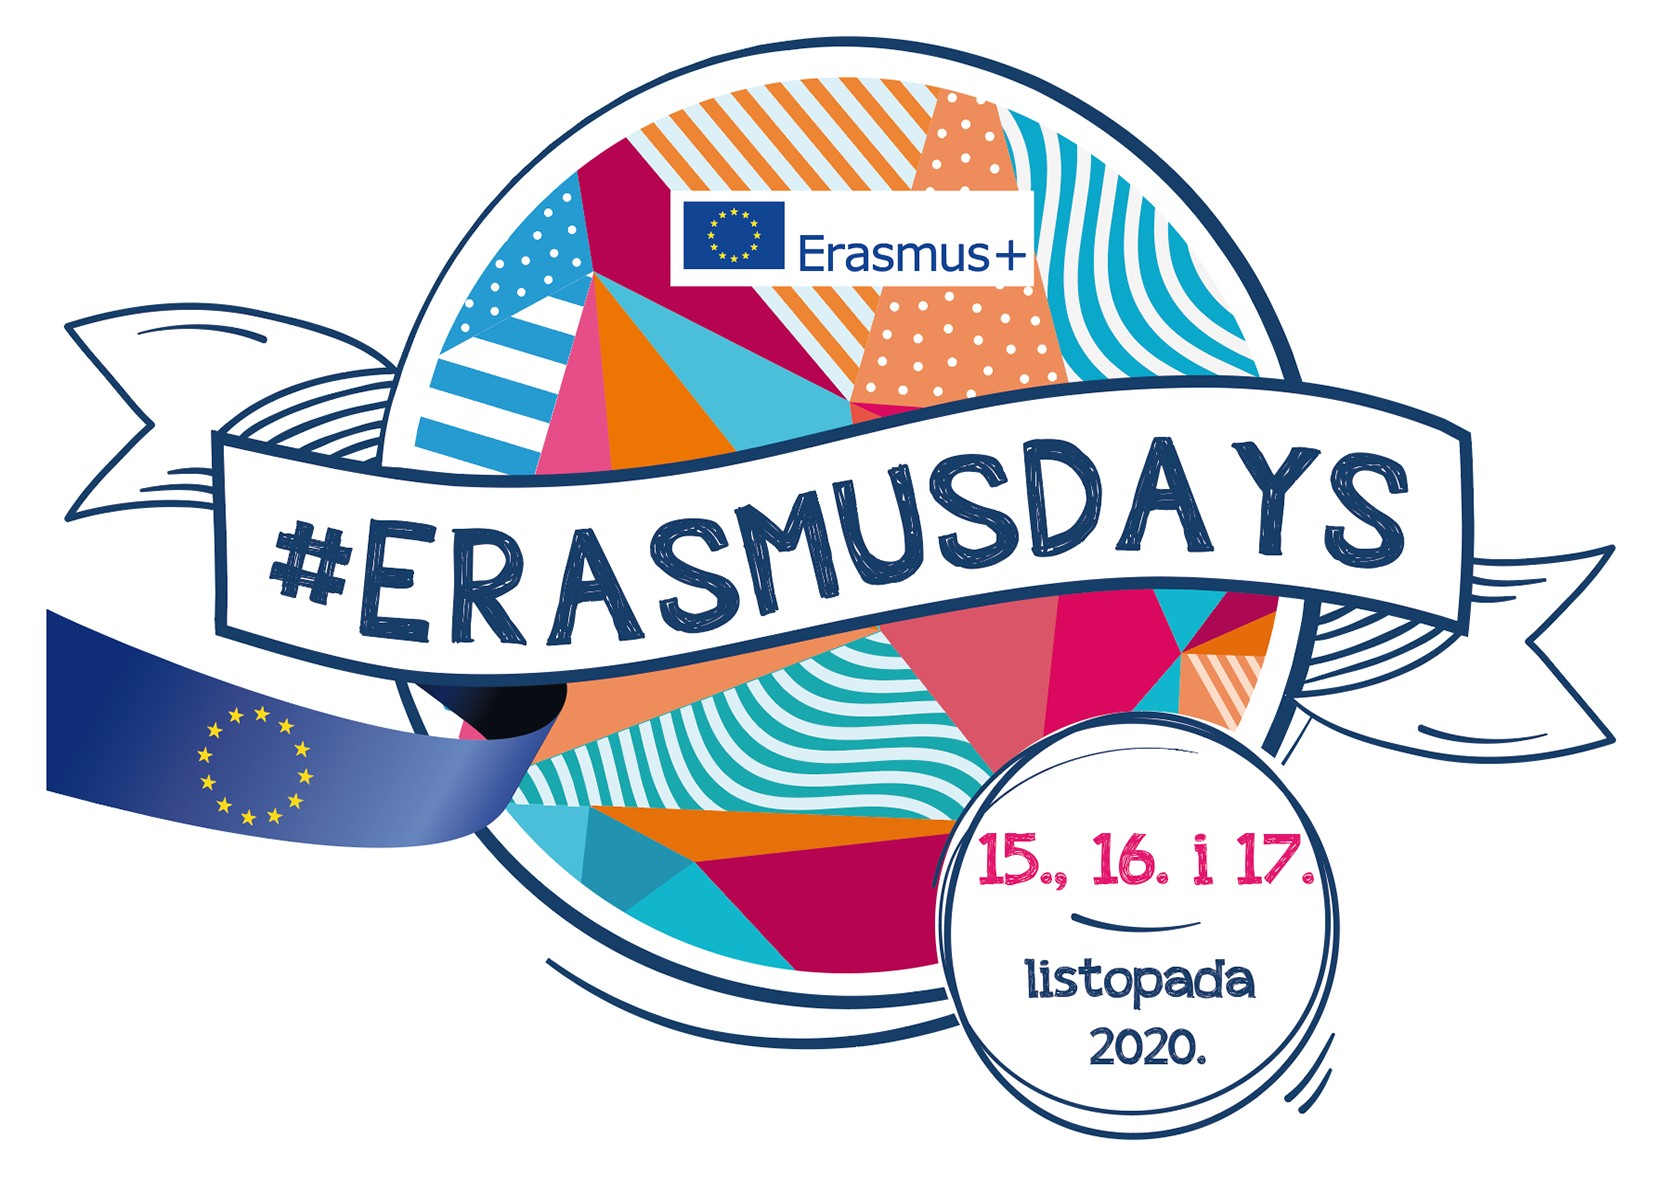 Erasmus+
#ERASMUSDAYS
15., 16. i 17.
listopada
2020.